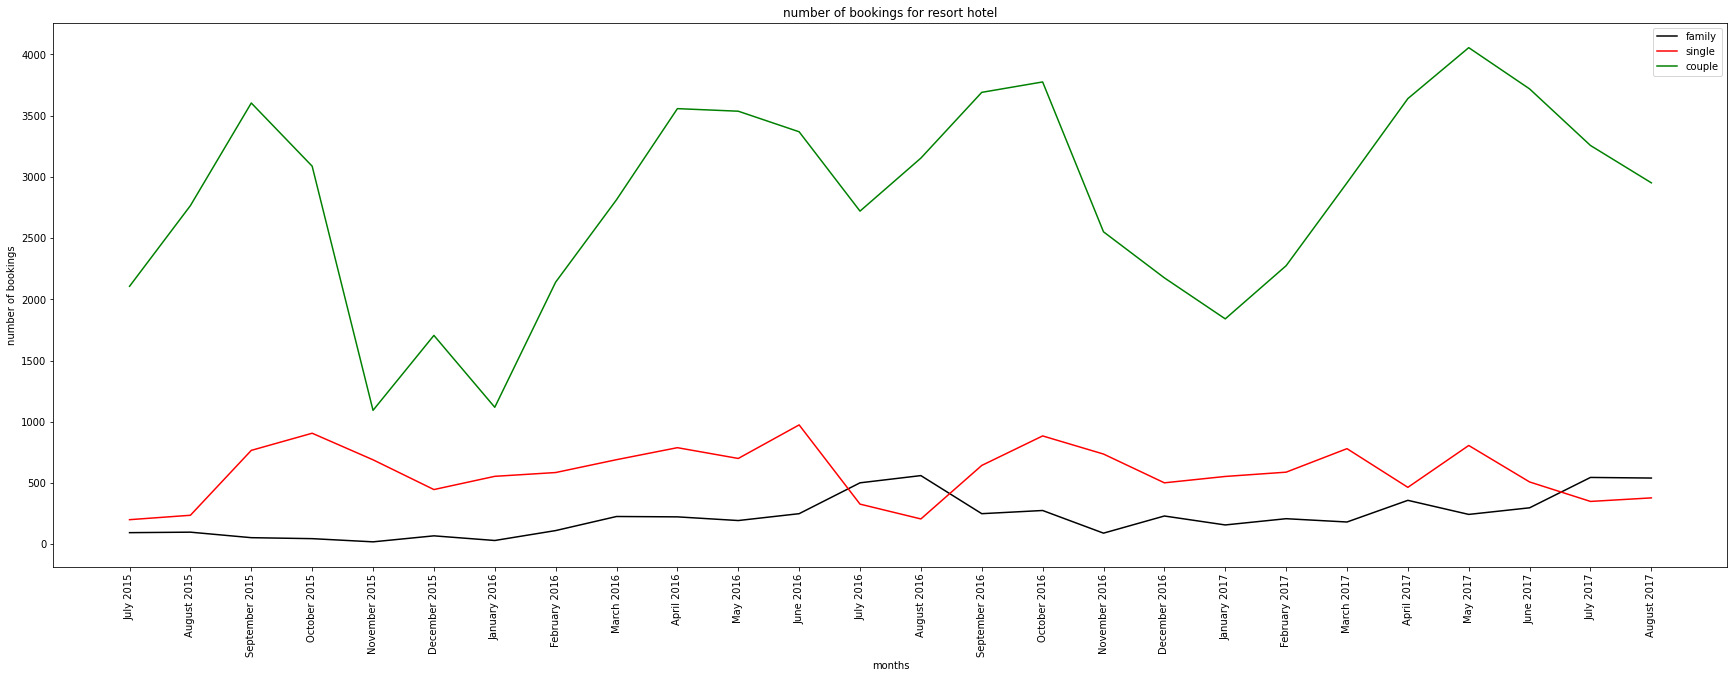 number of bookings for resort hotel
family
single
couple
number of bookings
4000
3500
3000
2500
2000
1500
1000
500
0
July 2015
August 2015
September 2015
October 2015
November 2015
December 2015
January 2016
February 2016
March 2016
April 2016
May 2016
June 2016
July 2016
August 2016
September 2016
October 2016
November 2016
December 2016
January 2017
February 2017
March 2017
April 2017
May 2017
June 2017
July 2017
August 2017
months